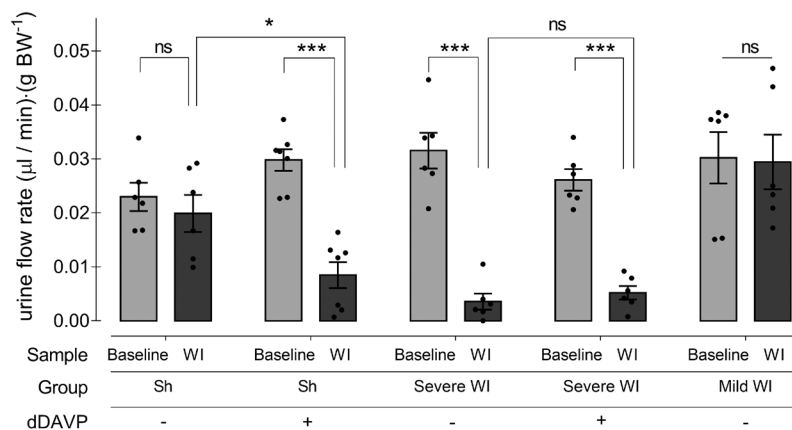 *
ns
ns
***
***
***
ns
0.05
0.04
0.03
0.02
0.01
0.00
urine flow rate (µl / min)·(g BW⁻¹)
Sample Baseline WI Baseline WI Baseline WI Baseline WI Baseline WI
Group Sh Sh Severe WI Severe WI Mild WI
dDAVP - + - + -